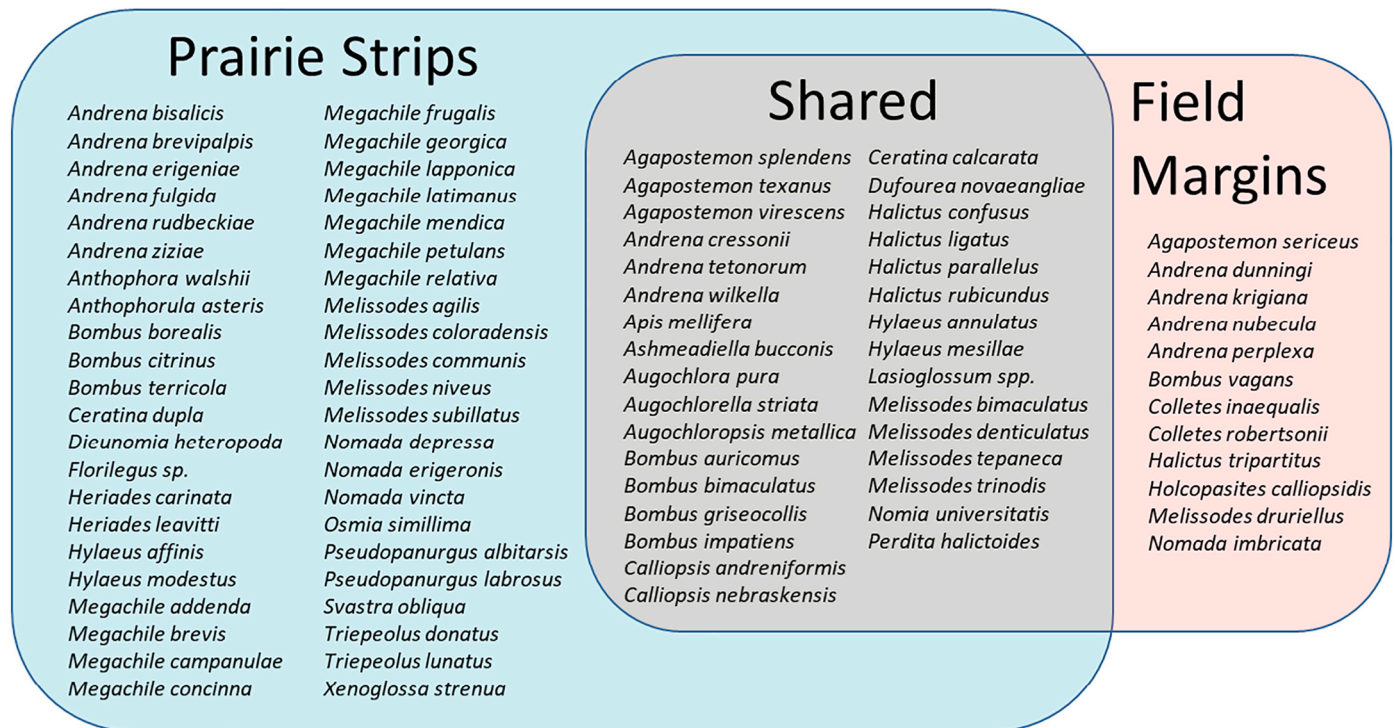 Prairie Strips
Andrena bisalicis
Andrena brevipalpis
Andrena erigeniae
Andrena fulgida
Andrena rudbeckiae
Andrena ziziae
Anthophora walshii
Anthophorula asteris
Bombus borealis
Bombus citrinus
Bombus terricola
Ceratina dupla
Dieunomia heteropoda
Florilegus sp.
Heriades carinata
Heriades leavitti
Hylaeus affinis
Hylaeus modestus
Megachile addenda
Megachile brevis
Megachile campanulae
Megachile concinna
Megachile frugalis
Megachile georgica
Megachile lapponica
Megachile latimanus
Megachile mendica
Megachile petulans
Megachile relativa
Melissodes agilis
Melissodes coloradensis
Melissodes communis
Melissodes niveus
Melissodes subillatus
Nomada depressa
Nomada erigeronis
Nomada vincta
Osmia simillima
Pseudopanurgus albitarsis
Pseudopanurgus labrosus
Svastra obliqua
Triepeolus donatus
Triepeolus lunatus
Xenoglossa strenua
Shared
Agapostemon splendens
Agapostemon texanus
Agapostemon virescens
Andrena cressonii
Andrena tetonorum
Andrena wilkella
Apis mellifera
Ashmeadiella bucconis
Augochlora pura
Augochlorella striata
Augochloropsis metallica
Bombus auricomus
Bombus bimaculatus
Bombus griseocollis
Bombus impatiens
Calliopsis andreniformis
Calliopsis nebraskensis
Ceratina calcarata
Dufourea novaeangliae
Halictus confusus
Halictus ligatus
Halictus parallelus
Halictus rubicundus
Hylaeus annulatus
Hylaeus mesillae
Lasioglossum spp.
Melissodes bimaculatus
Melissodes denticulatus
Melissodes tepaneca
Melissodes trinodis
Nomia universitatis
Perdita halictoides
Field
Margins
Agapostemon sericeus
Andrena dunningi
Andrena krigiana
Andrena nubecula
Andrena perplexa
Bombus vagans
Colletes inaequalis
Colletes robertsonii
Halictus tripartitus
Holcopasites calliopsidis
Melissodes druriellus
Nomada imbricata